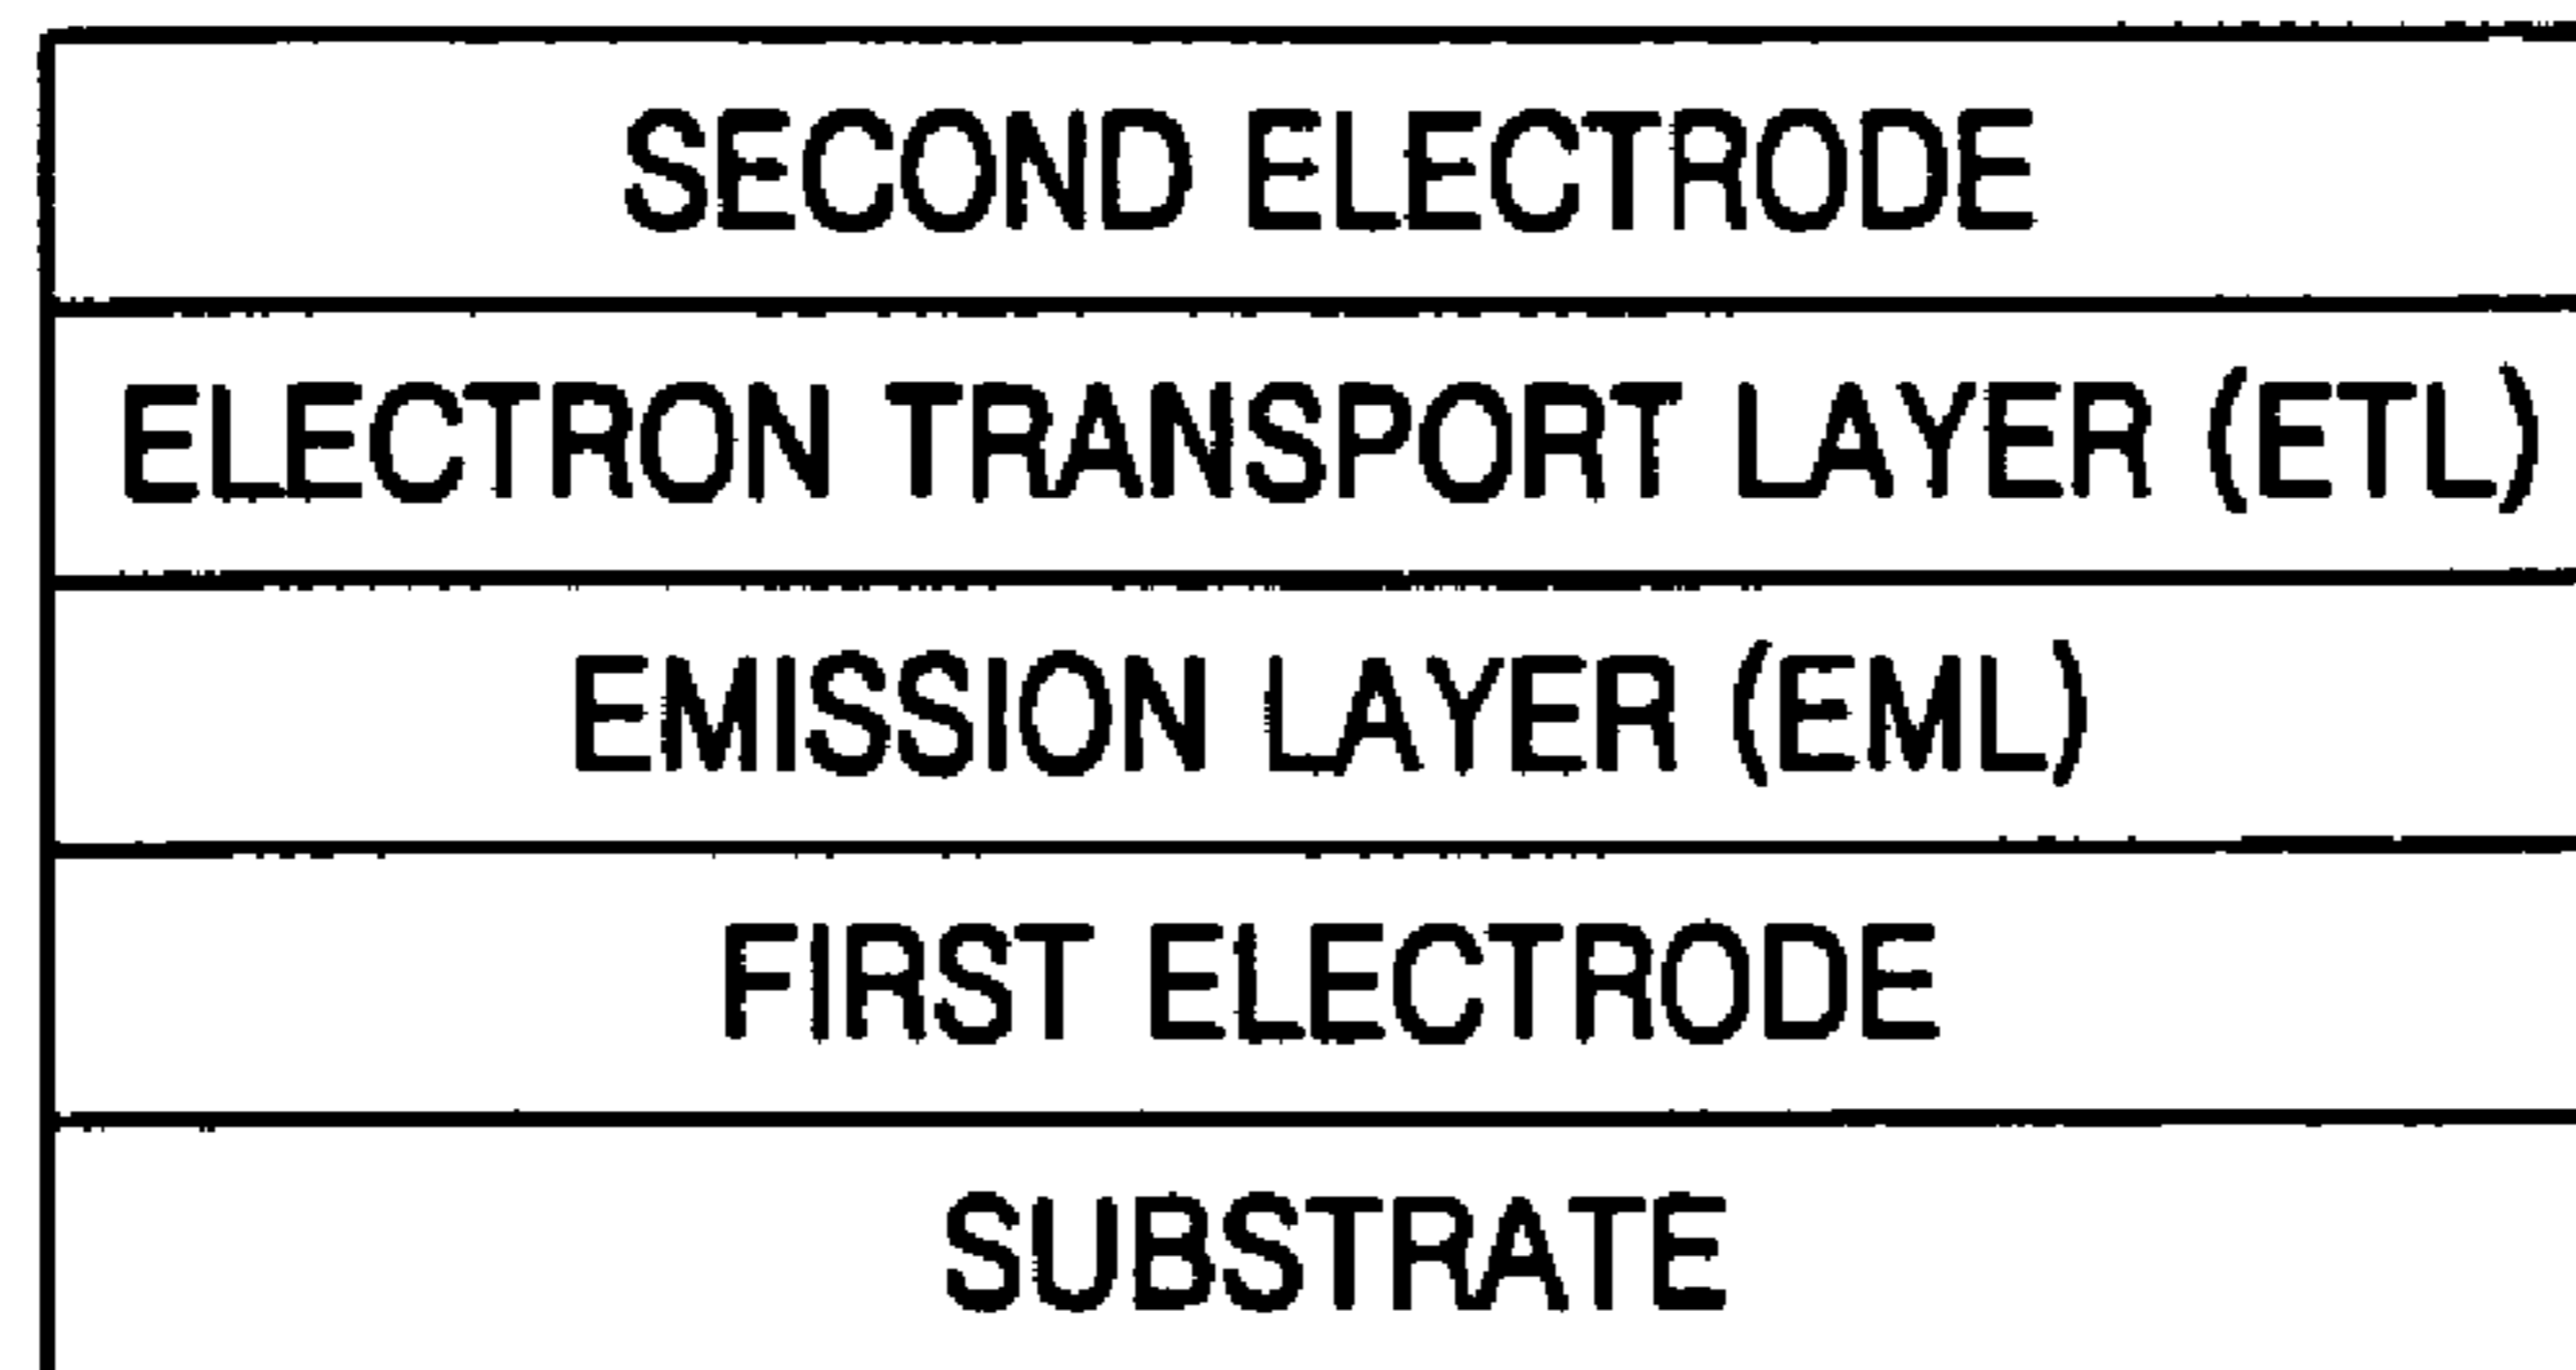 SECOND ELECTRODE
ELECTRON TRANSPORT LAYER (ETL)
EMISSION LAYER (EML)
FIRST ELECTRODE
SUBSTRATE